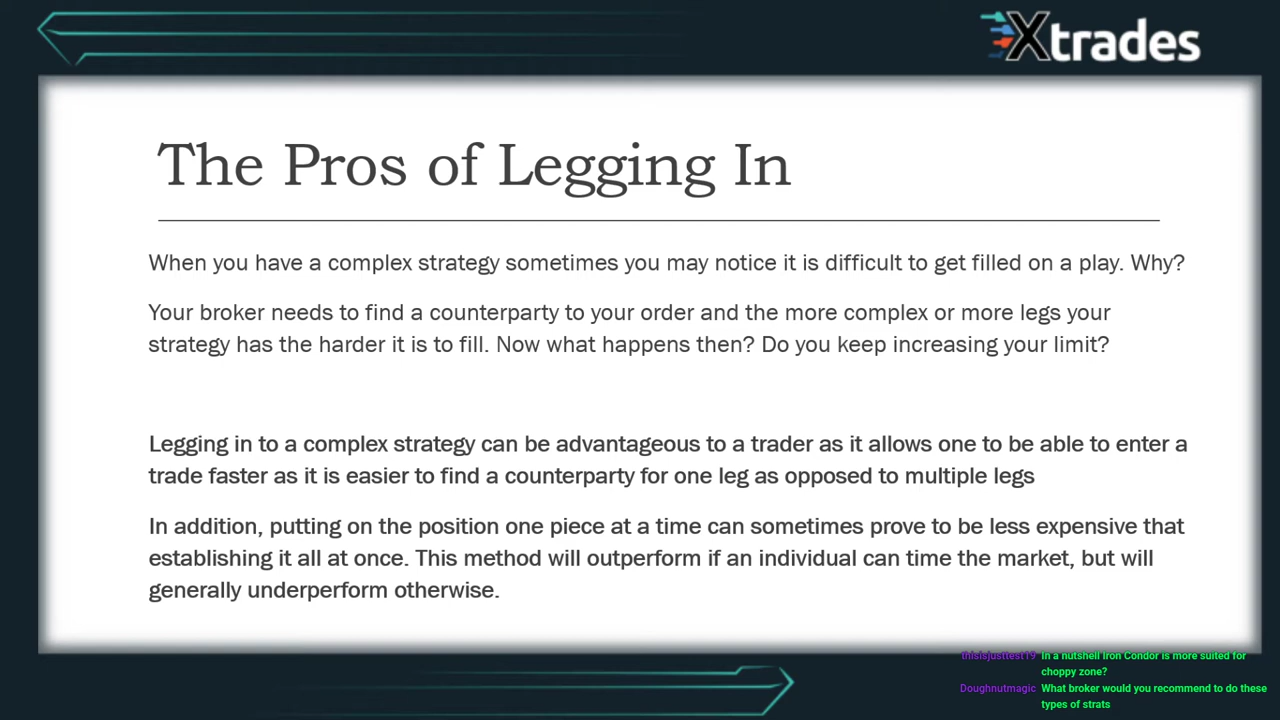 Xtrades
The Pros of Legging In
When you have a complex strategy sometimes you may notice it is difficult to get filled on a play. Why?
Your broker needs to find a counterparty to your order and the more complex or more legs your
strategy has the harder it is to fill. Now what happens then? Do you keep increasing your limit?
Legging in to a complex strategy can be advantageous to a trader as it allows one to be able to enter a
trade faster as it is easier to find a counterparty for one leg as opposed to multiple legs
In addition, putting on the position one piece at a time can sometimes prove to be less expensive that
establishing it all at once. This method will outperform if an individual can time the market, but will
generally underperform otherwise.
thisisjusttest19 In a nutshell Iron Condor is more suited for
choppy zone?
Doughnutmagic What broker would you recommend to do these
types of strats